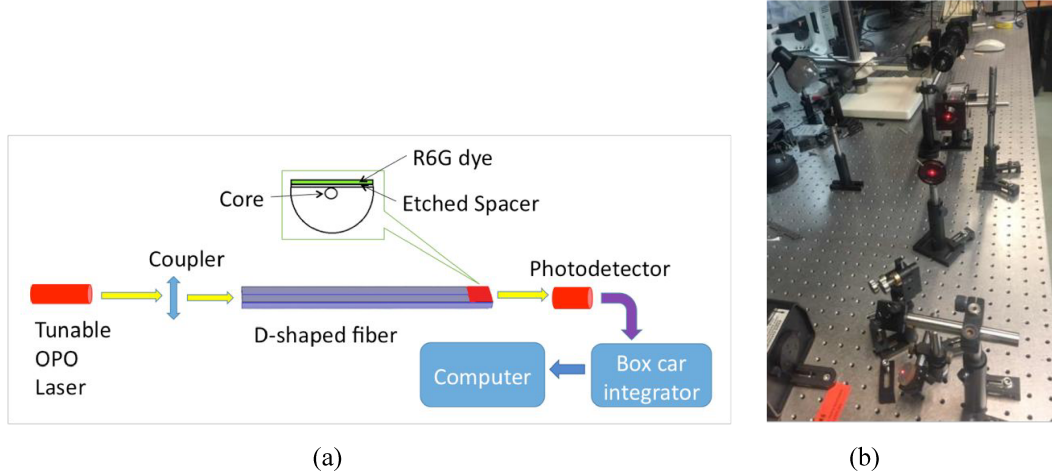 R6G dye
Core
Etched Spacer
Coupler
Photodetector
Tunable
OPO
Laser
D-shaped fiber
Computer
Box car
integrator
(a)
(b)